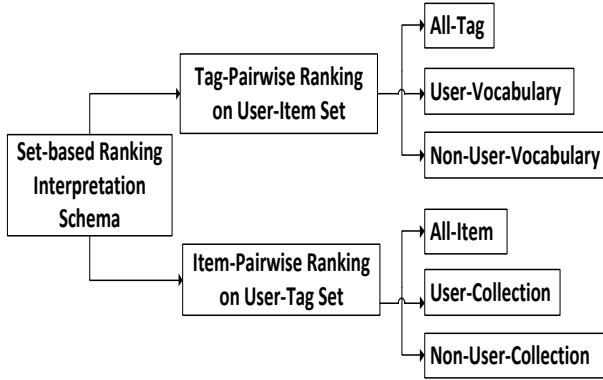 Set-based Ranking
Interpretation
Schema
Tag-Pairwise Ranking
on User-Item Set
All-Tag
User-Vocabulary
Non-User-Vocabulary
Item-Pairwise Ranking
on User-Tag Set
All-Item
User-Collection
Non-User-Collection